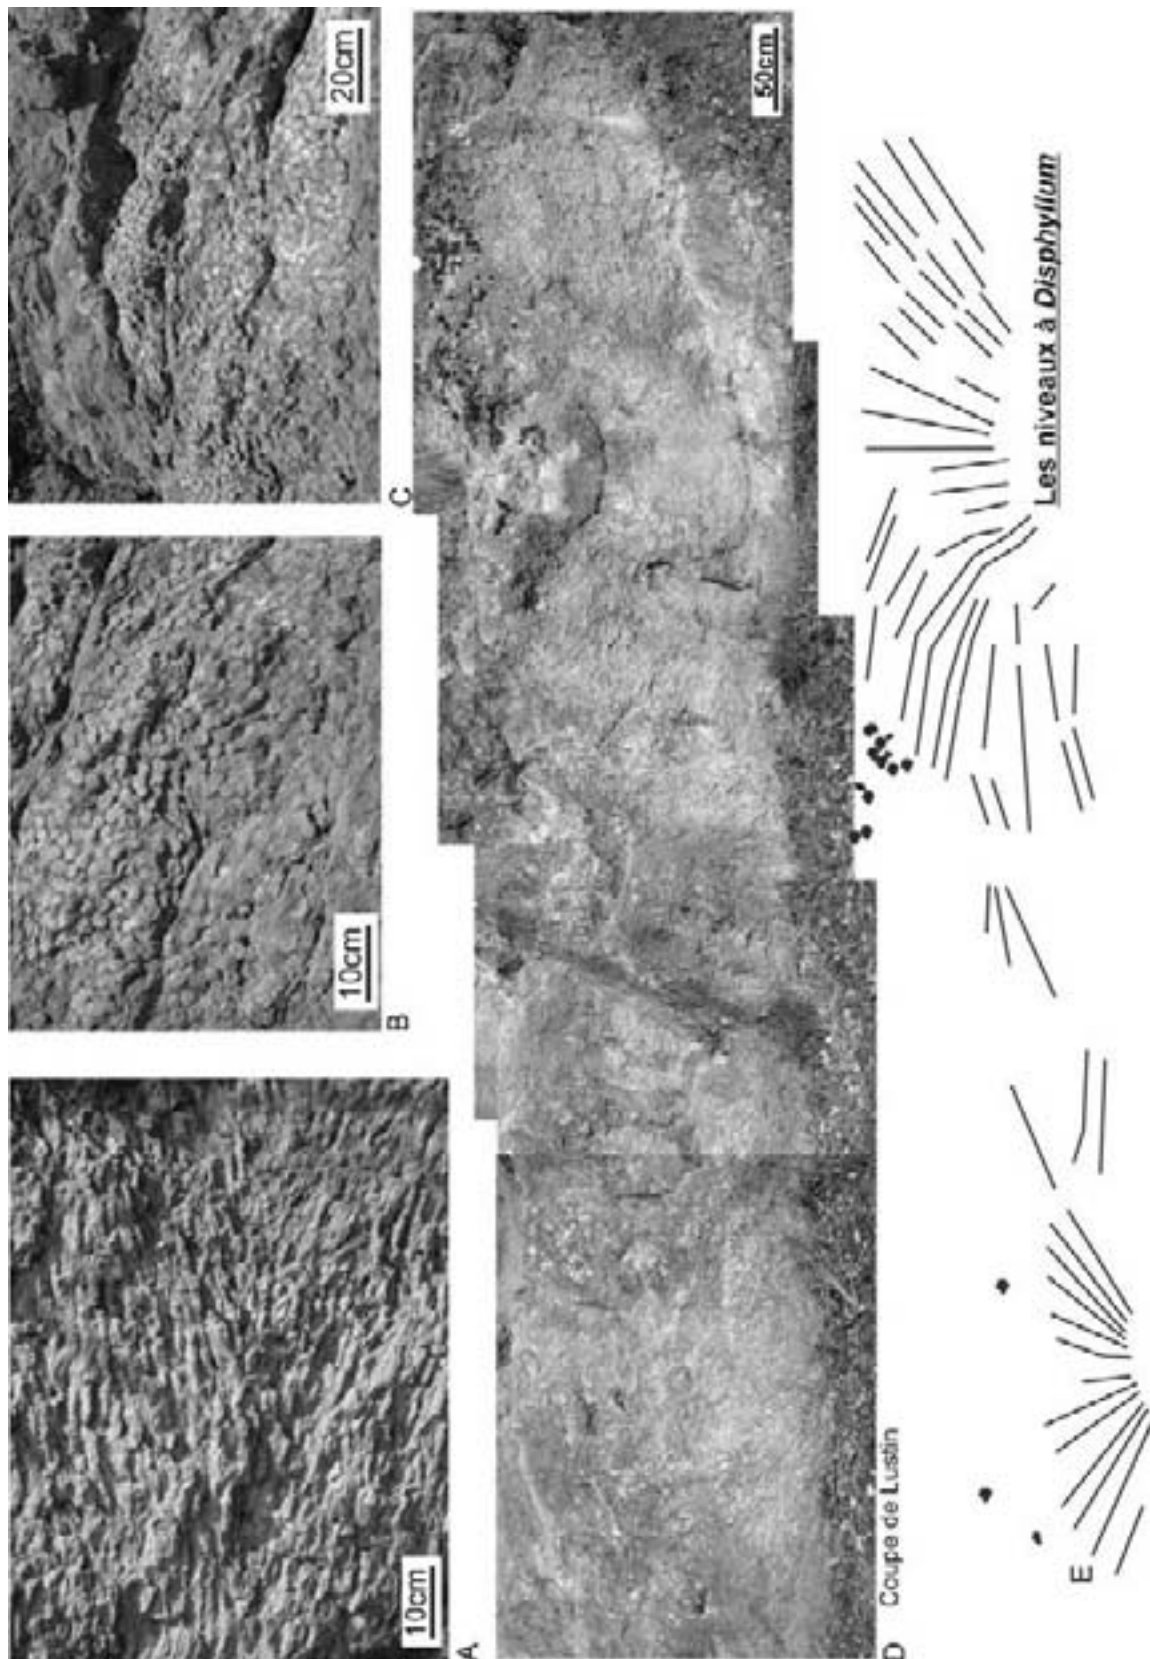 10cm
A
10cm
B
20cm
C
50cm
D Coupe de Lustin
E
Les niveaux à Disphyllum